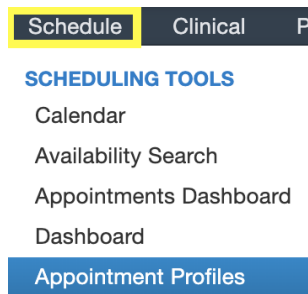 Schedule Clinical P
SCHEDULING TOOLS
Calendar
Availability Search
Appointments Dashboard
Dashboard
Appointment Profiles